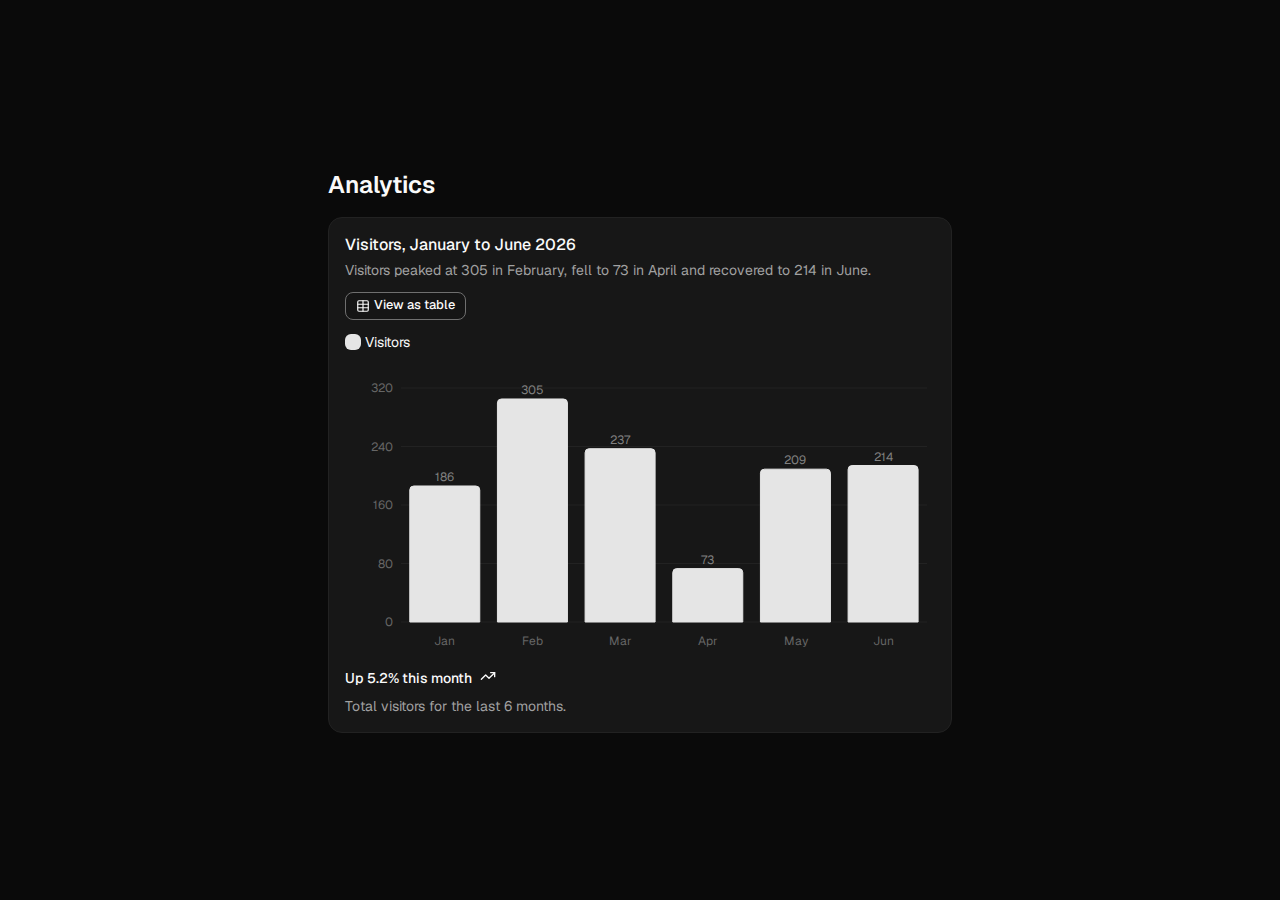 Analytics
Visitors, January to June 2026
Visitors peaked at 305 in February, fell to 73 in April and recovered to 214 in June.
View as table
Visitors
320
240
160
80
0
186
305
237
73
209
214
Jan
Feb
Mar
Apr
May
Jun
Up 5.2% this month
Total visitors for the last 6 months.